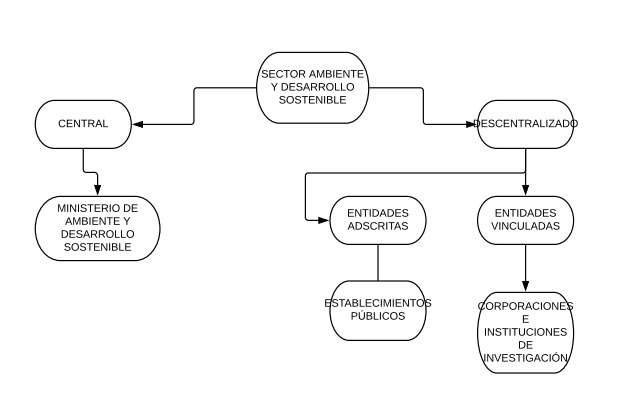 SECTOR AMBIENTE
Y DESARROLLO
SOSTENIBLE
CENTRAL
DESCENTRALIZADO
MINISTERIO DE
AMBIENTE Y
DESARROLLO
SOSTENIBLE
ENTIDADES
ADSCRITAS
ENTIDADES
VINCULADAS
ESTABLECIMIENTOS
PÚBLICOS
CORPORACIONES
E
INSTITUCIONES
DE
INVESTIGACIÓN